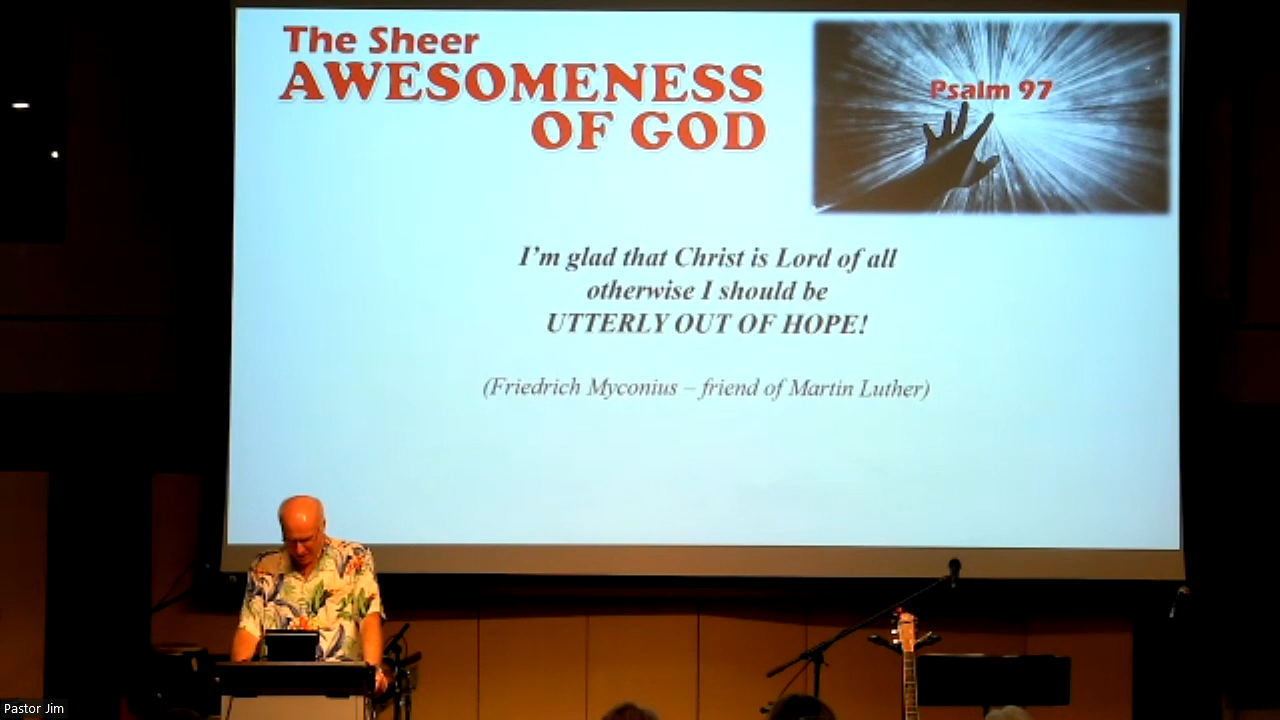 The Sheer
AWESOMENESS
OF GOD
Psalm 97
I'm glad that Christ is Lord of all
otherwise I should be
UTTERLY OUT OF HOPE!
(Friedrich Myconius – friend of Martin Luther)
Pastor Jim